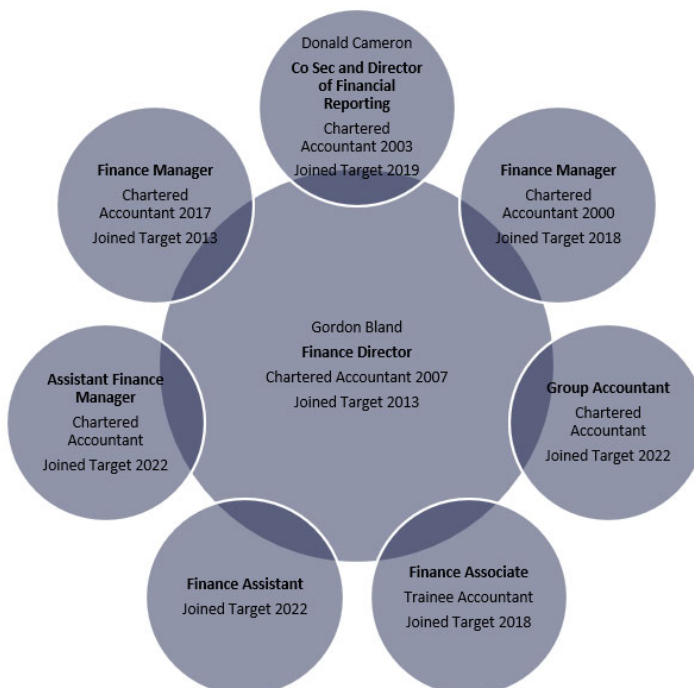 Donald Cameron
Co Sec and Director
of Financial
Reporting
Chartered
Accountant 2003
Joined Target 2019
Finance Manager
Chartered
Accountant 2000
Joined Target 2018
Group Accountant
Chartered
Accountant
Joined Target 2022
Finance Associate
Trainee Accountant
Joined Target 2018
Finance Assistant
Joined Target 2022
Assistant Finance
Manager
Chartered
Accountant
Joined Target 2022
Finance Manager
Chartered
Accountant 2017
Joined Target 2013
Gordon Bland
Finance Director
Chartered Accountant 2007
Joined Target 2013